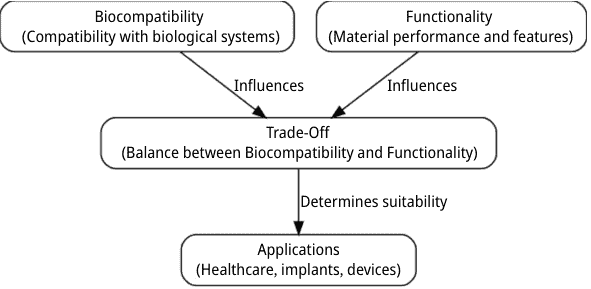 Biocompatibility
(Compatibility with biological systems)
Functionality
(Material performance and features)
Influences
Influences
Trade-Off
(Balance between Biocompatibility and Functionality)
Determines suitability
Applications
(Healthcare, implants, devices)